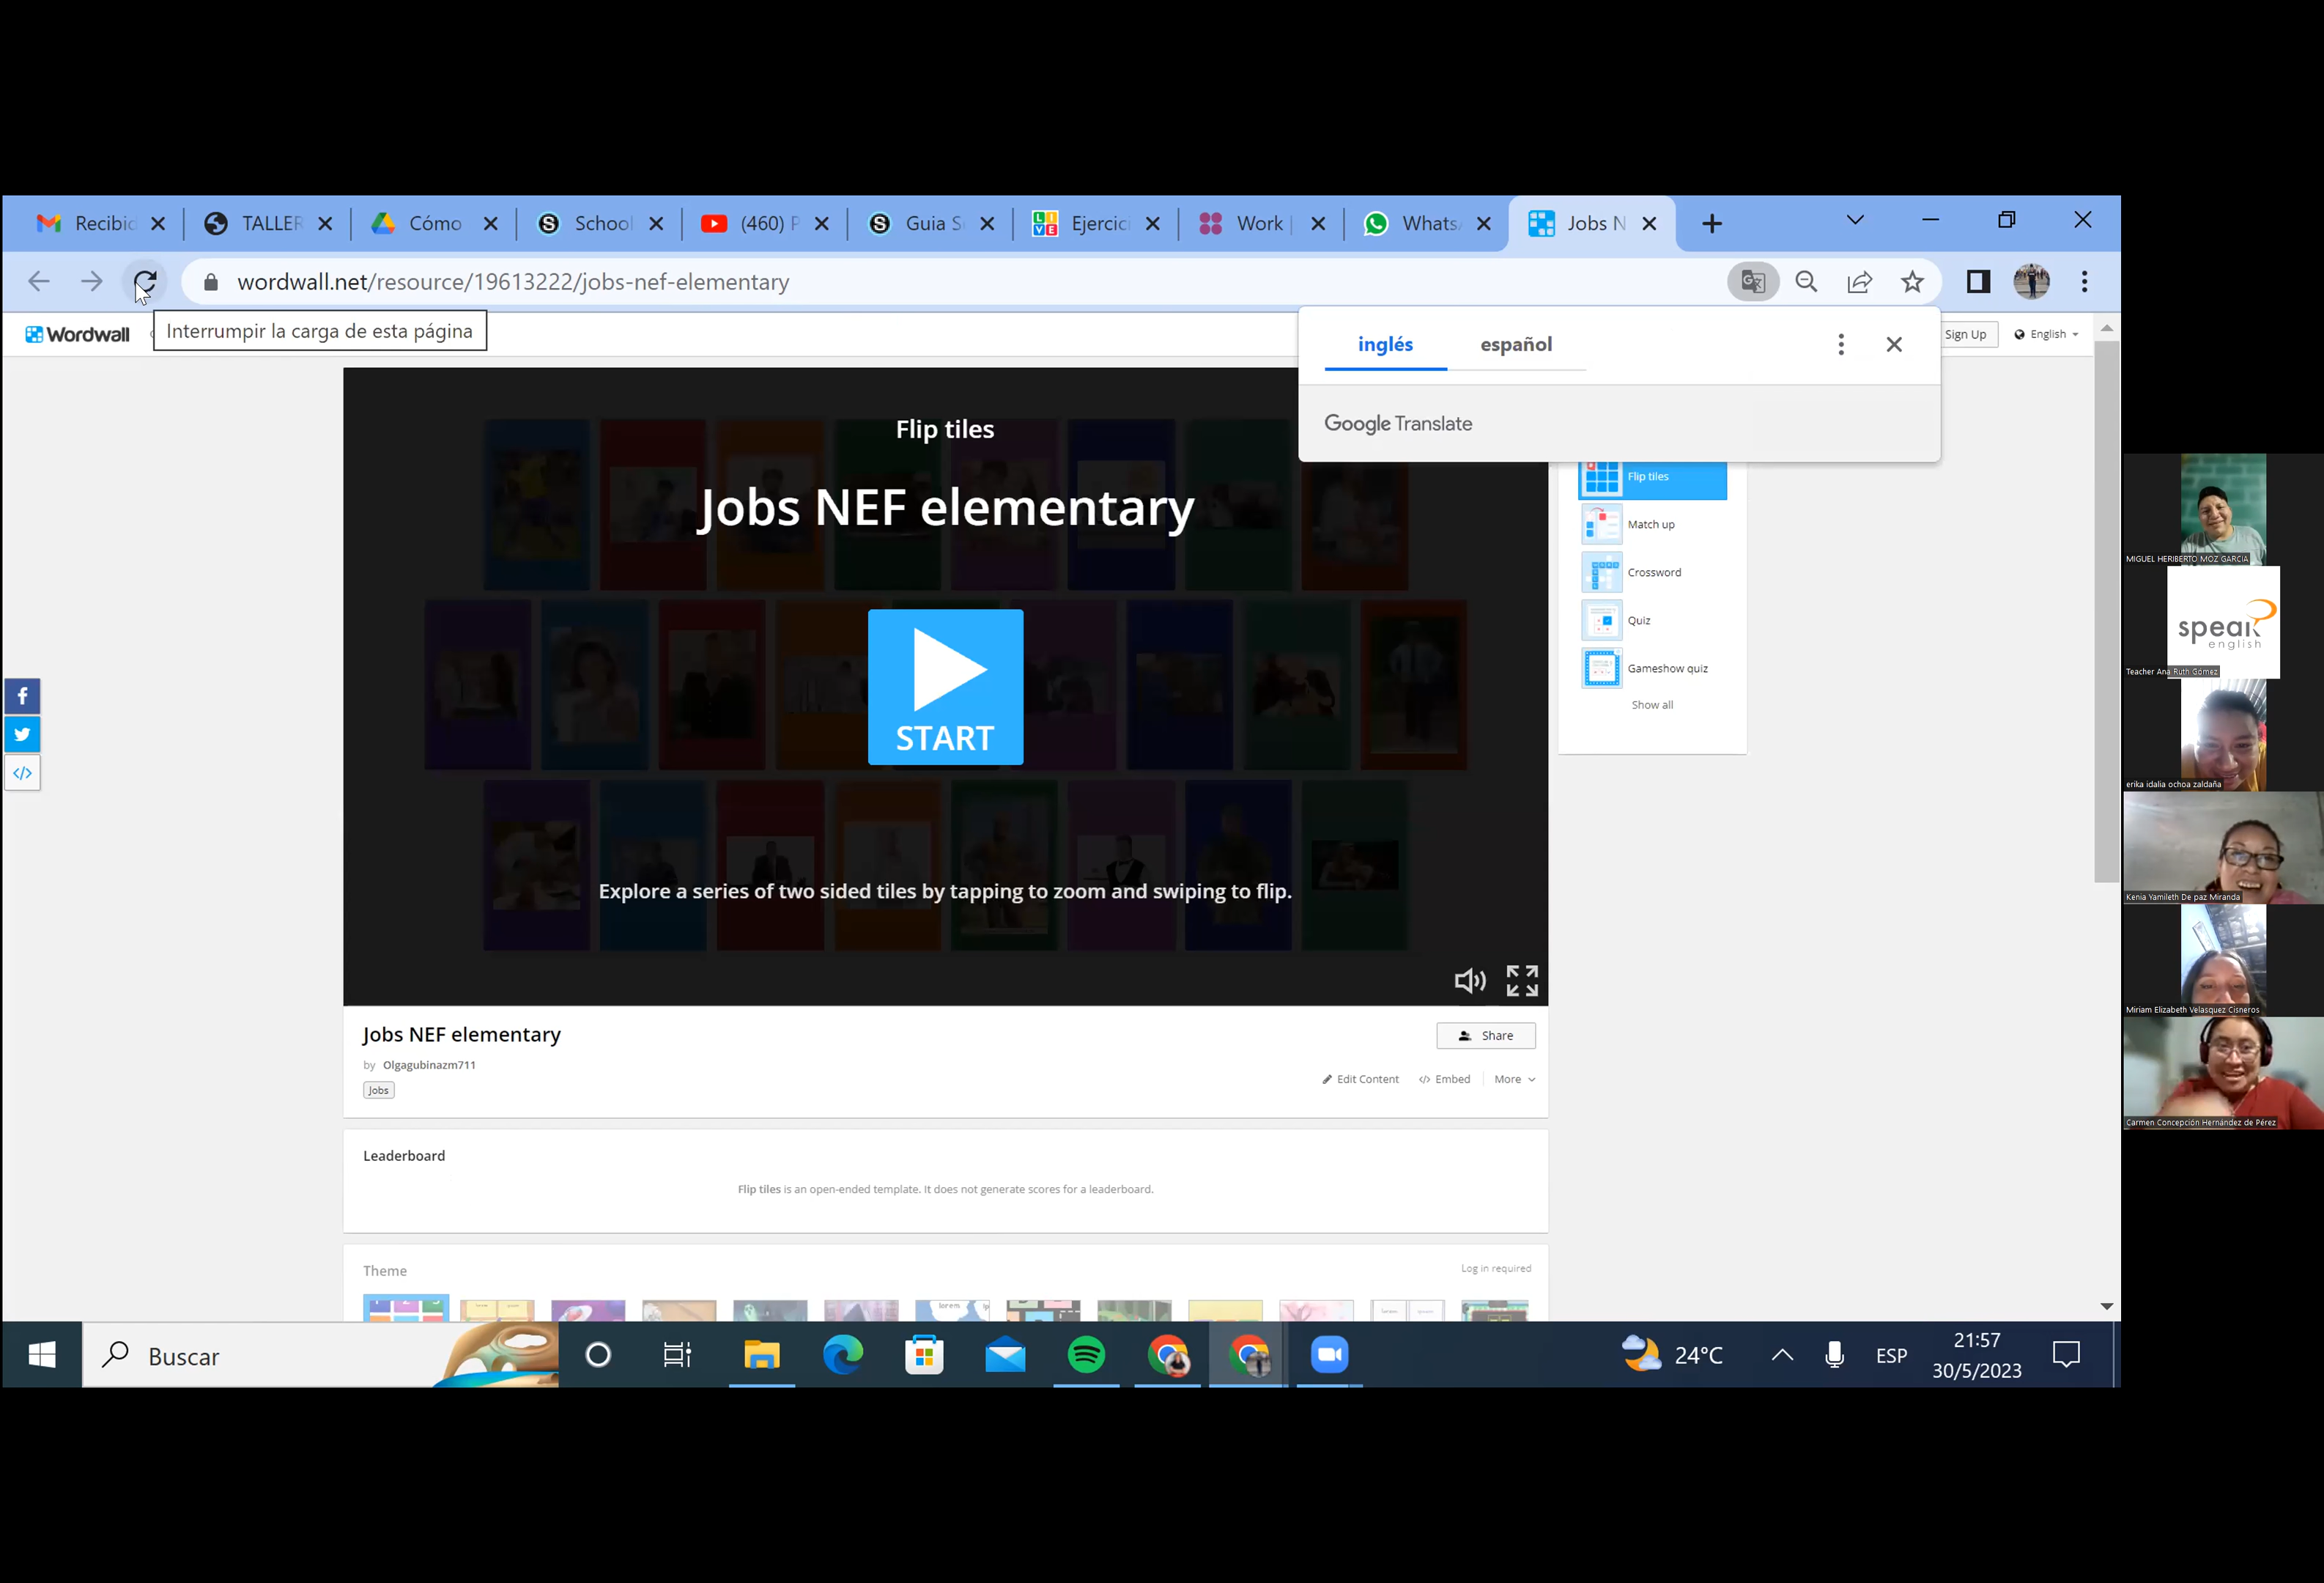 Recibid
TALLER
Cómo
School
(460) P
Guia S
Ejercici
Work
Whats
Jobs N
wordwall.net/resource/19613222/jobs-nef-elementary
Interrumpir la carga de esta página
Wordwall
inglés
español
Google Translate
Sign Up
English
Flip tiles
Jobs NEF elementary
START
Explore a series of two sided tiles by tapping to zoom and swiping to flip.
Flip tiles
Match up
Crossword
Quiz
Gameshow quiz
Show all
Jobs NEF elementary
Share
by Olgagubinazm711
Edit Content
Embed
More
Jobs
Leaderboard
Flip tiles is an open-ended template. It does not generate scores for a leaderboard.
Theme
Log in required
MIGUEL HERIBERTO MOZ GARCIA
speak
english
Teacher Ana Ruth Gómez
erika idalia ochoa zaldaña
Kenia Yamileth De paz Miranda
Miriam Elizabeth Velasquez Cisneros
Carmen Concepción Hernández de Pérez
Buscar
24°C
ESP
21:57
30/5/2023